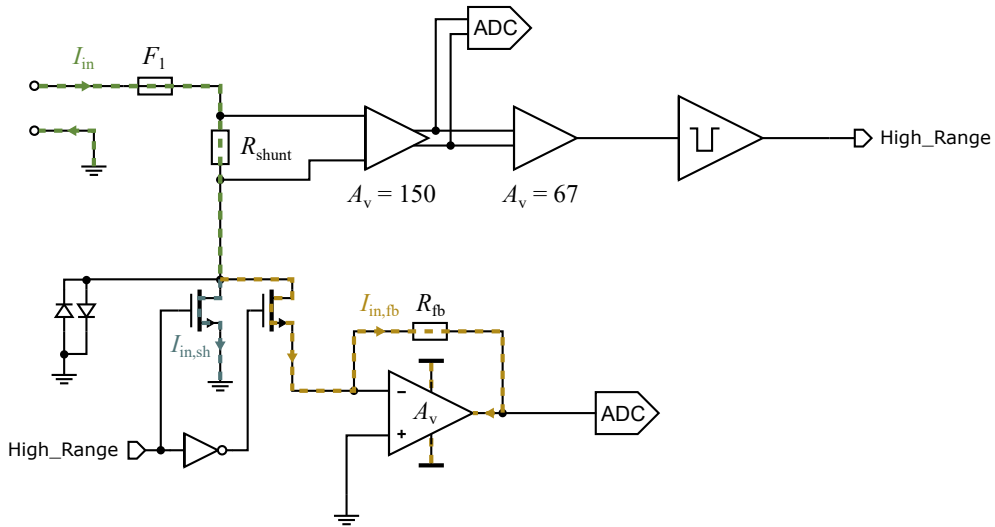 ADC
I_in
F_1
R_shunt
High_Range
A_v = 150
A_v = 67
I_in,fb
R_fb
I_in,sh
A_v
ADC
High_Range